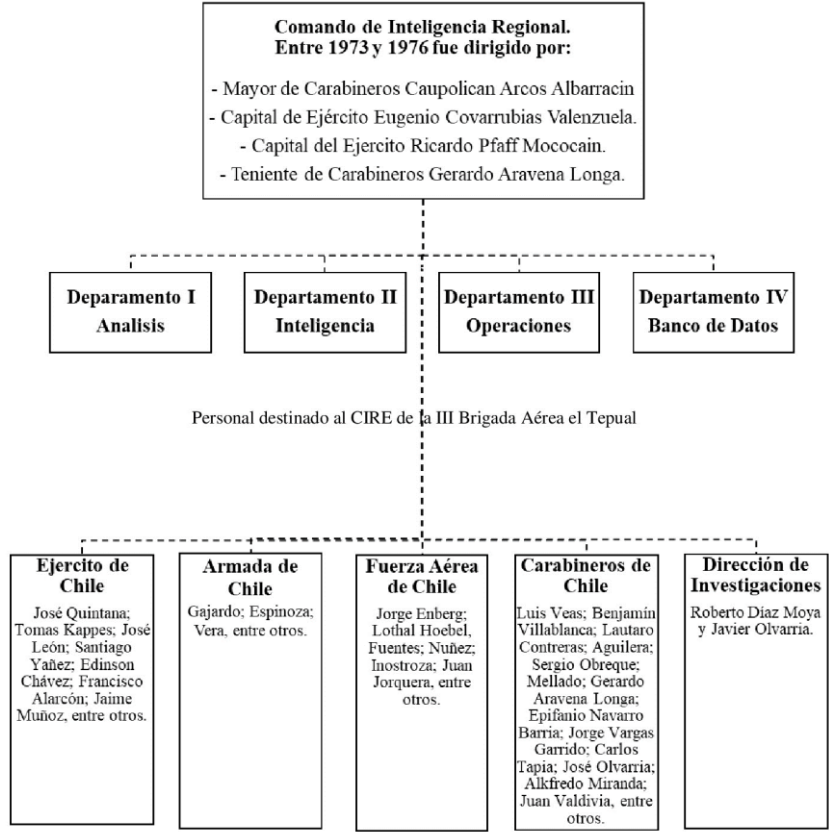 Comando de Inteligencia Regional.
Entre 1973 y 1976 fue dirigido por:
- Mayor de Carabineros Caupolican Arcos Albarracin
- Capital de Ejército Eugenio Covarrubias Valenzuela.
- Capital del Ejercito Ricardo Pfaff Mococain.
- Teniente de Carabineros Gerardo Aravena Longa.
Deparamento I
Analisis
Departamento II
Inteligencia
Departamento III
Operaciones
Departamento IV
Banco de Datos
Personal destinado al CIRE de la III Brigada Aérea el Tepual
Ejercito de
Chile
José Quintana;
Tomas Kappes; José
León; Santiago
Yañez; Edinson
Chávez; Francisco
Alarcón; Jaime
Muñoz, entre otros.
Armada de
Chile
Gajardo; Espinoza;
Vera, entre otros.
Fuerza Aérea
de Chile
Jorge Enberg;
Lothal Hoebel,
Fuentes; Nuñez;
Inostroza; Juan
Jorquera, entre
otros.
Carabineros de
Chile
Luis Veas; Benjamín
Villablanca; Lautaro
Contreras; Aguilera;
Sergio Obreque;
Mellado; Gerardo
Aravena Longa;
Epifanio Navarro
Barria; Jorge Vargas
Garrido; Carlos
Tapia; José Olvarria;
Alkfredo Miranda;
Juan Valdivia, entre
otros.
Dirección de
Investigaciones
Roberto Díaz Moya
y Javier Olvarria.